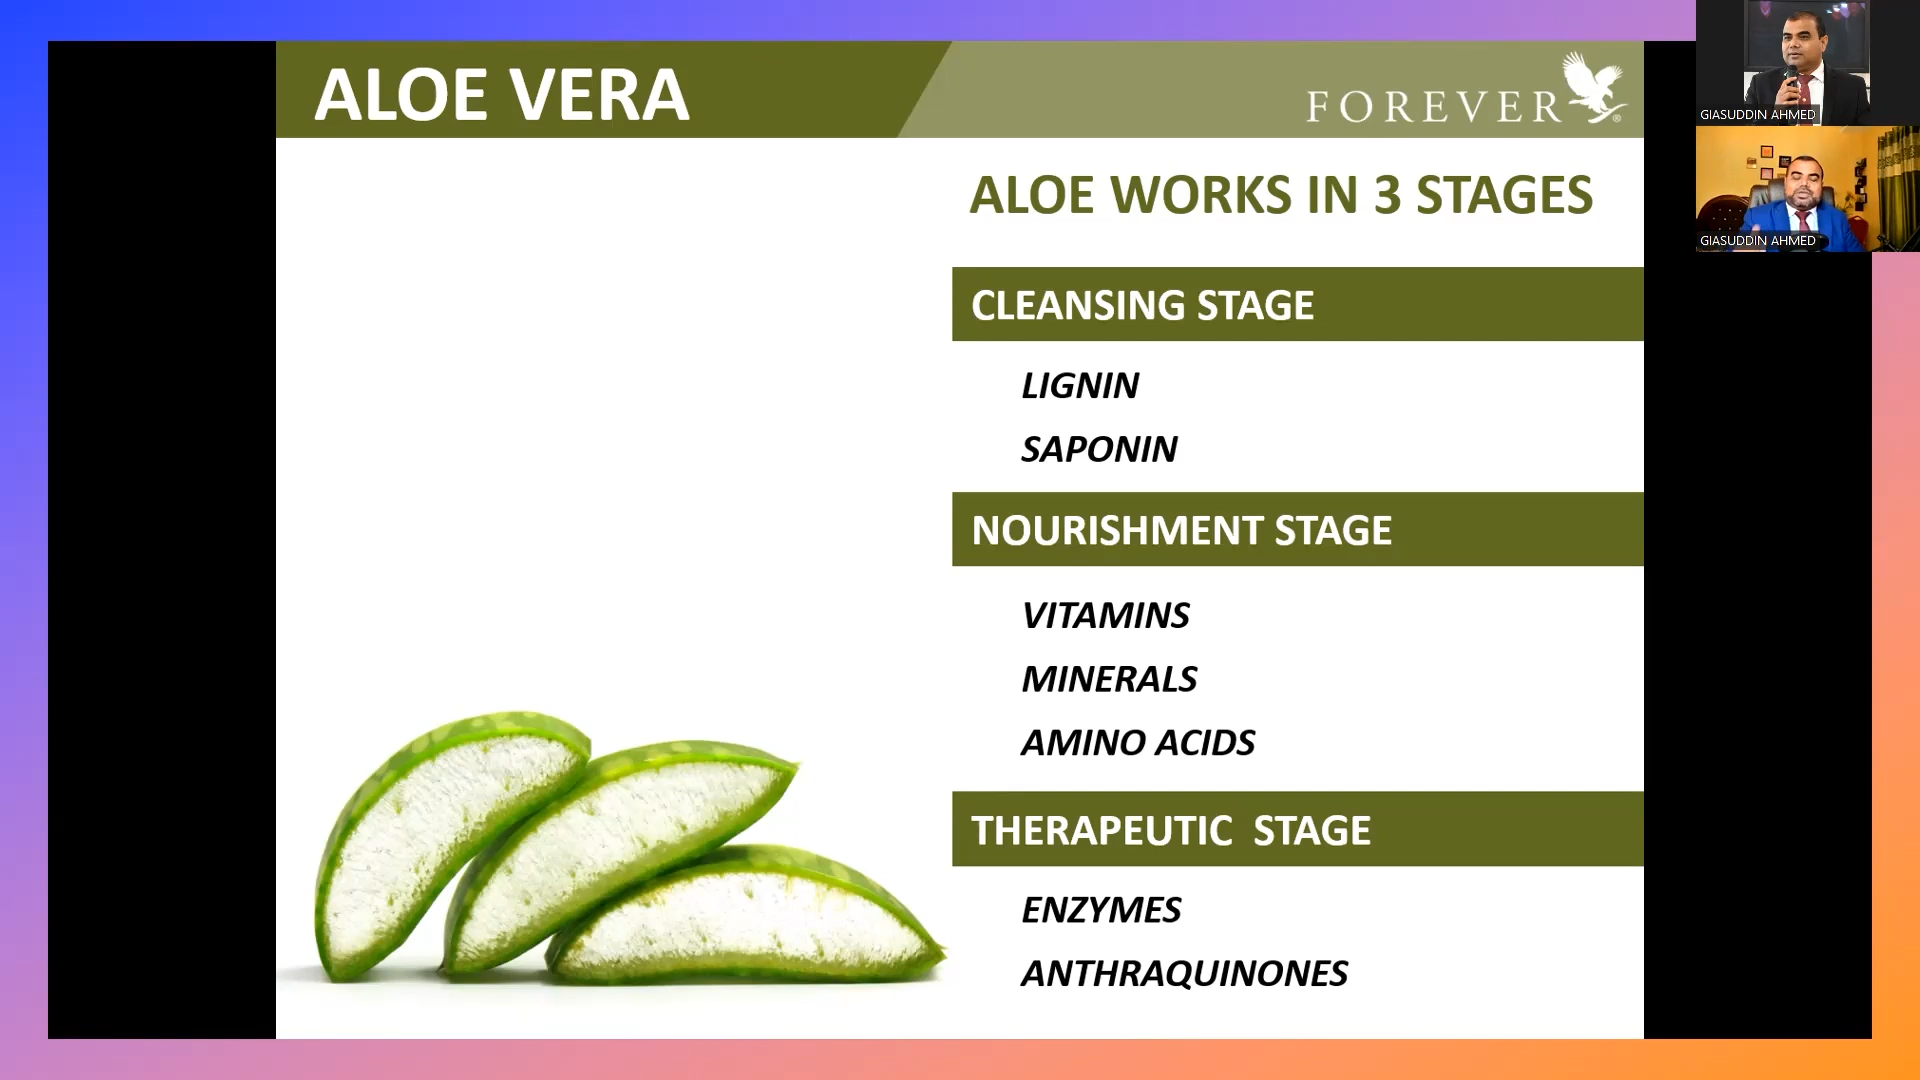 ALOE VERA
FOREVER
GIASUDDIN AHMED
GIASUDDIN AHMED
ALOE WORKS IN 3 STAGES
CLEANSING STAGE
LIGNIN
SAPONIN
NOURISHMENT STAGE
VITAMINS
MINERALS
AMINO ACIDS
THERAPEUTIC STAGE
ENZYMES
ANTHRAQUINONES